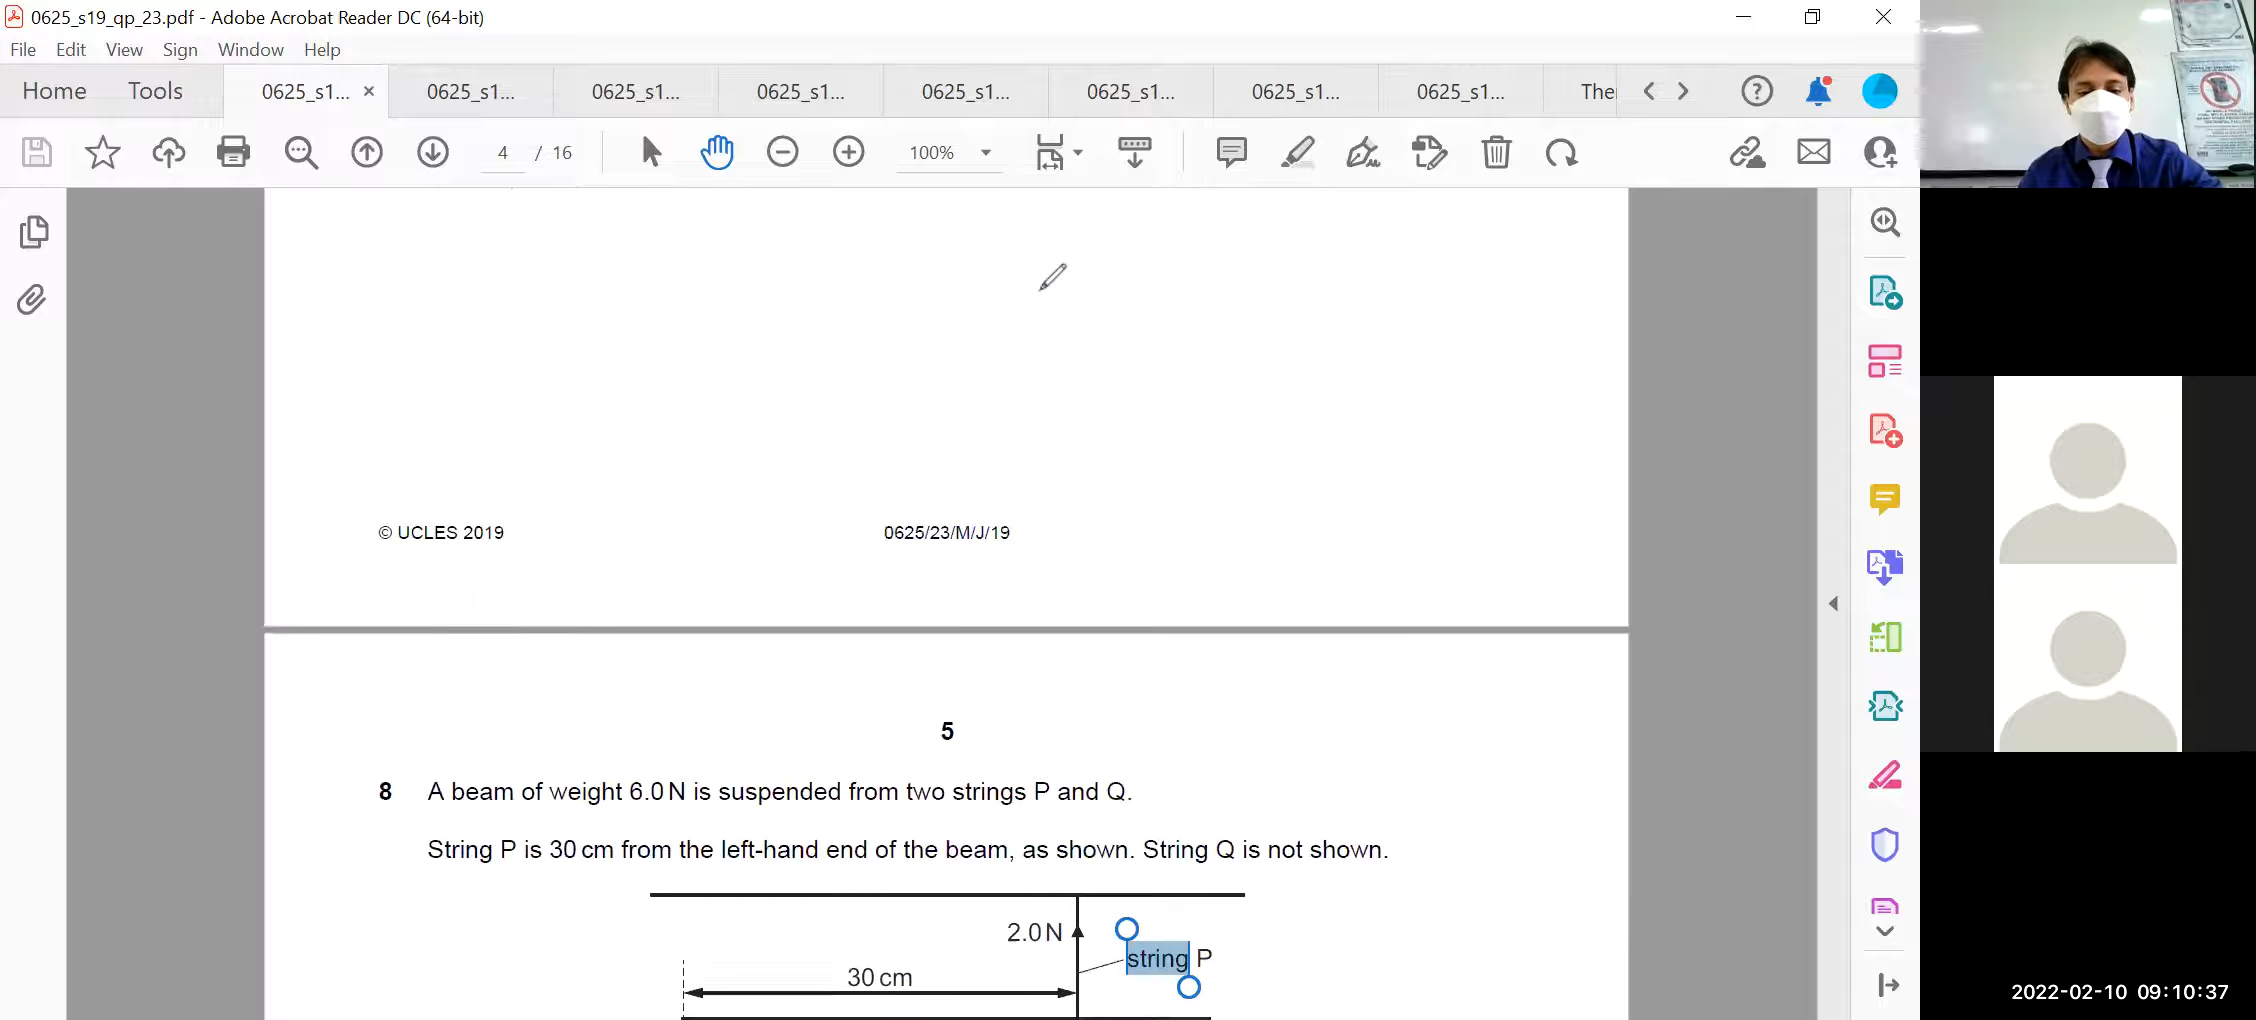 0625_s19_qp_23.pdf - Adobe Acrobat Reader DC (64-bit)
File Edit View Sign Window Help
Home Tools 0625_s1... × 0625_s1... 0625_s1... 0625_s1... 0625_s1... 0625_s1... 0625_s1... 0625_s1... The
4 / 16 100%
© UCLES 2019 0625/23/M/J/19
5
8 A beam of weight 6.0 N is suspended from two strings P and Q.
String P is 30 cm from the left-hand end of the beam, as shown. String Q is not shown.
2.0 N
string P
30 cm
2022-02-10 09:10:37